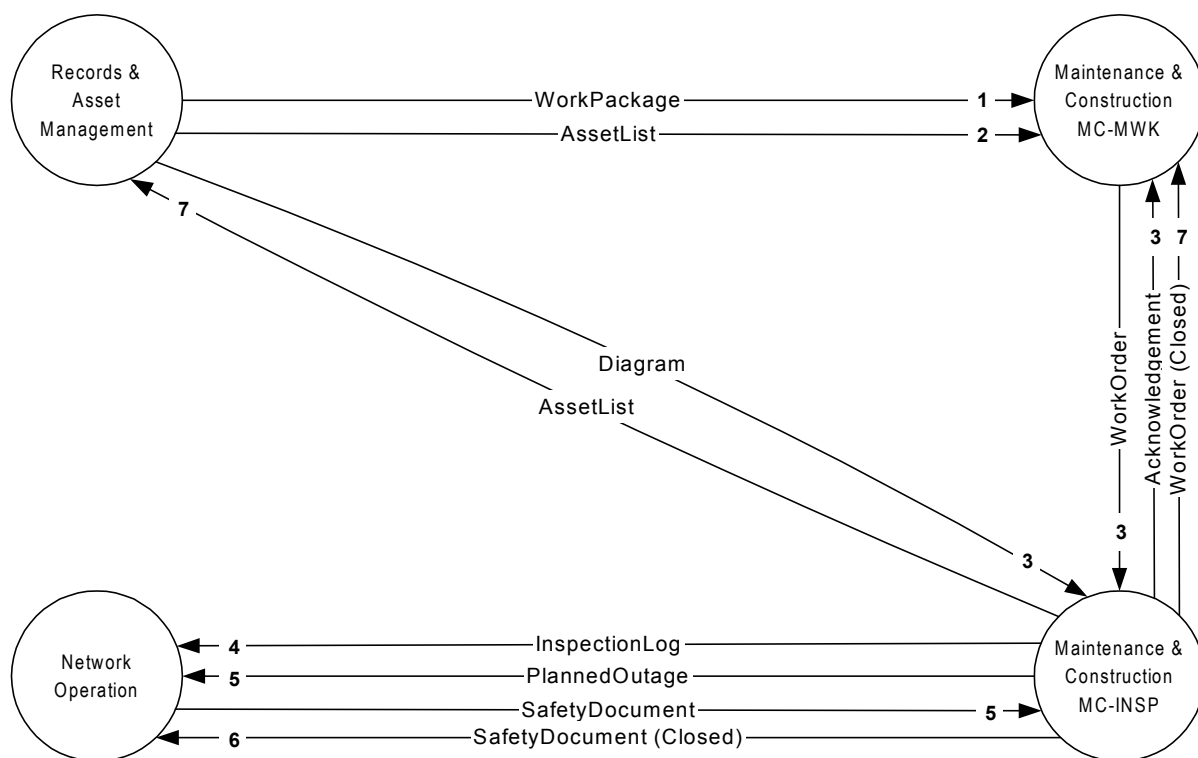 Records &
Asset
Management
WorkPackage
1
AssetList
2
Maintenance &
Construction
MC-MWK
7
Diagram
AssetList
3
WorkOrder
3
Acknowledgement
3
WorkOrder (Closed)
7
Network
Operation
4
InspectionLog
5
PlannedOutage
SafetyDocument
5
6
SafetyDocument (Closed)
Maintenance &
Construction
MC-INSP